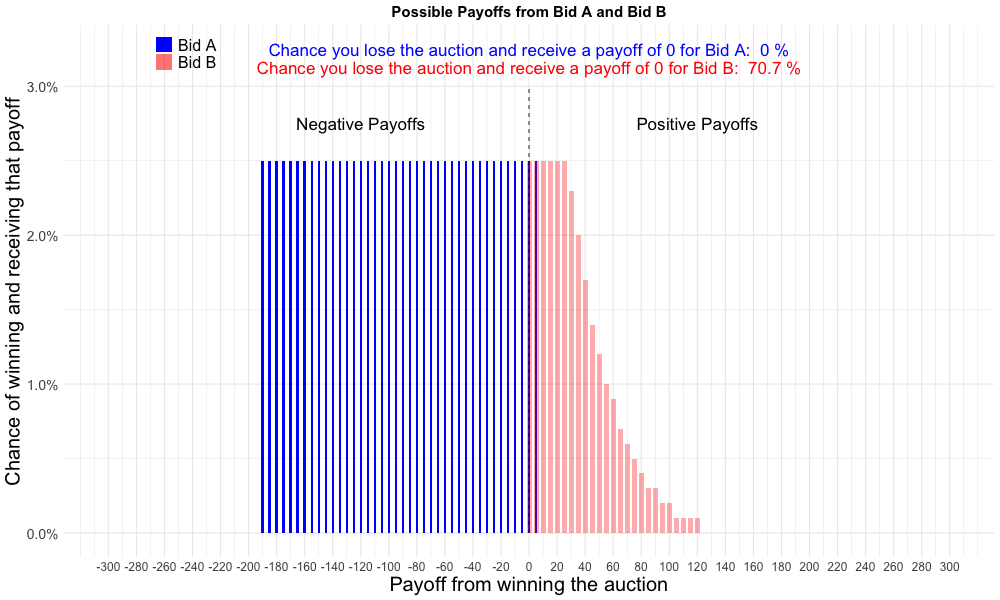 Possible Payoffs from Bid A and Bid B
Bid A
Bid B
Chance you lose the auction and receive a payoff of 0 for Bid A:  0 %
Chance you lose the auction and receive a payoff of 0 for Bid B:  70.7 %
Negative Payoffs
Positive Payoffs
Chance of winning and receiving that payoff
3.0%
2.0%
1.0%
0.0%
-300 -280 -260 -240 -220 -200 -180 -160 -140 -120 -100 -80 -60 -40 -20 0 20 40 60 80 100 120 140 160 180 200 220 240 260 280 300
Payoff from winning the auction